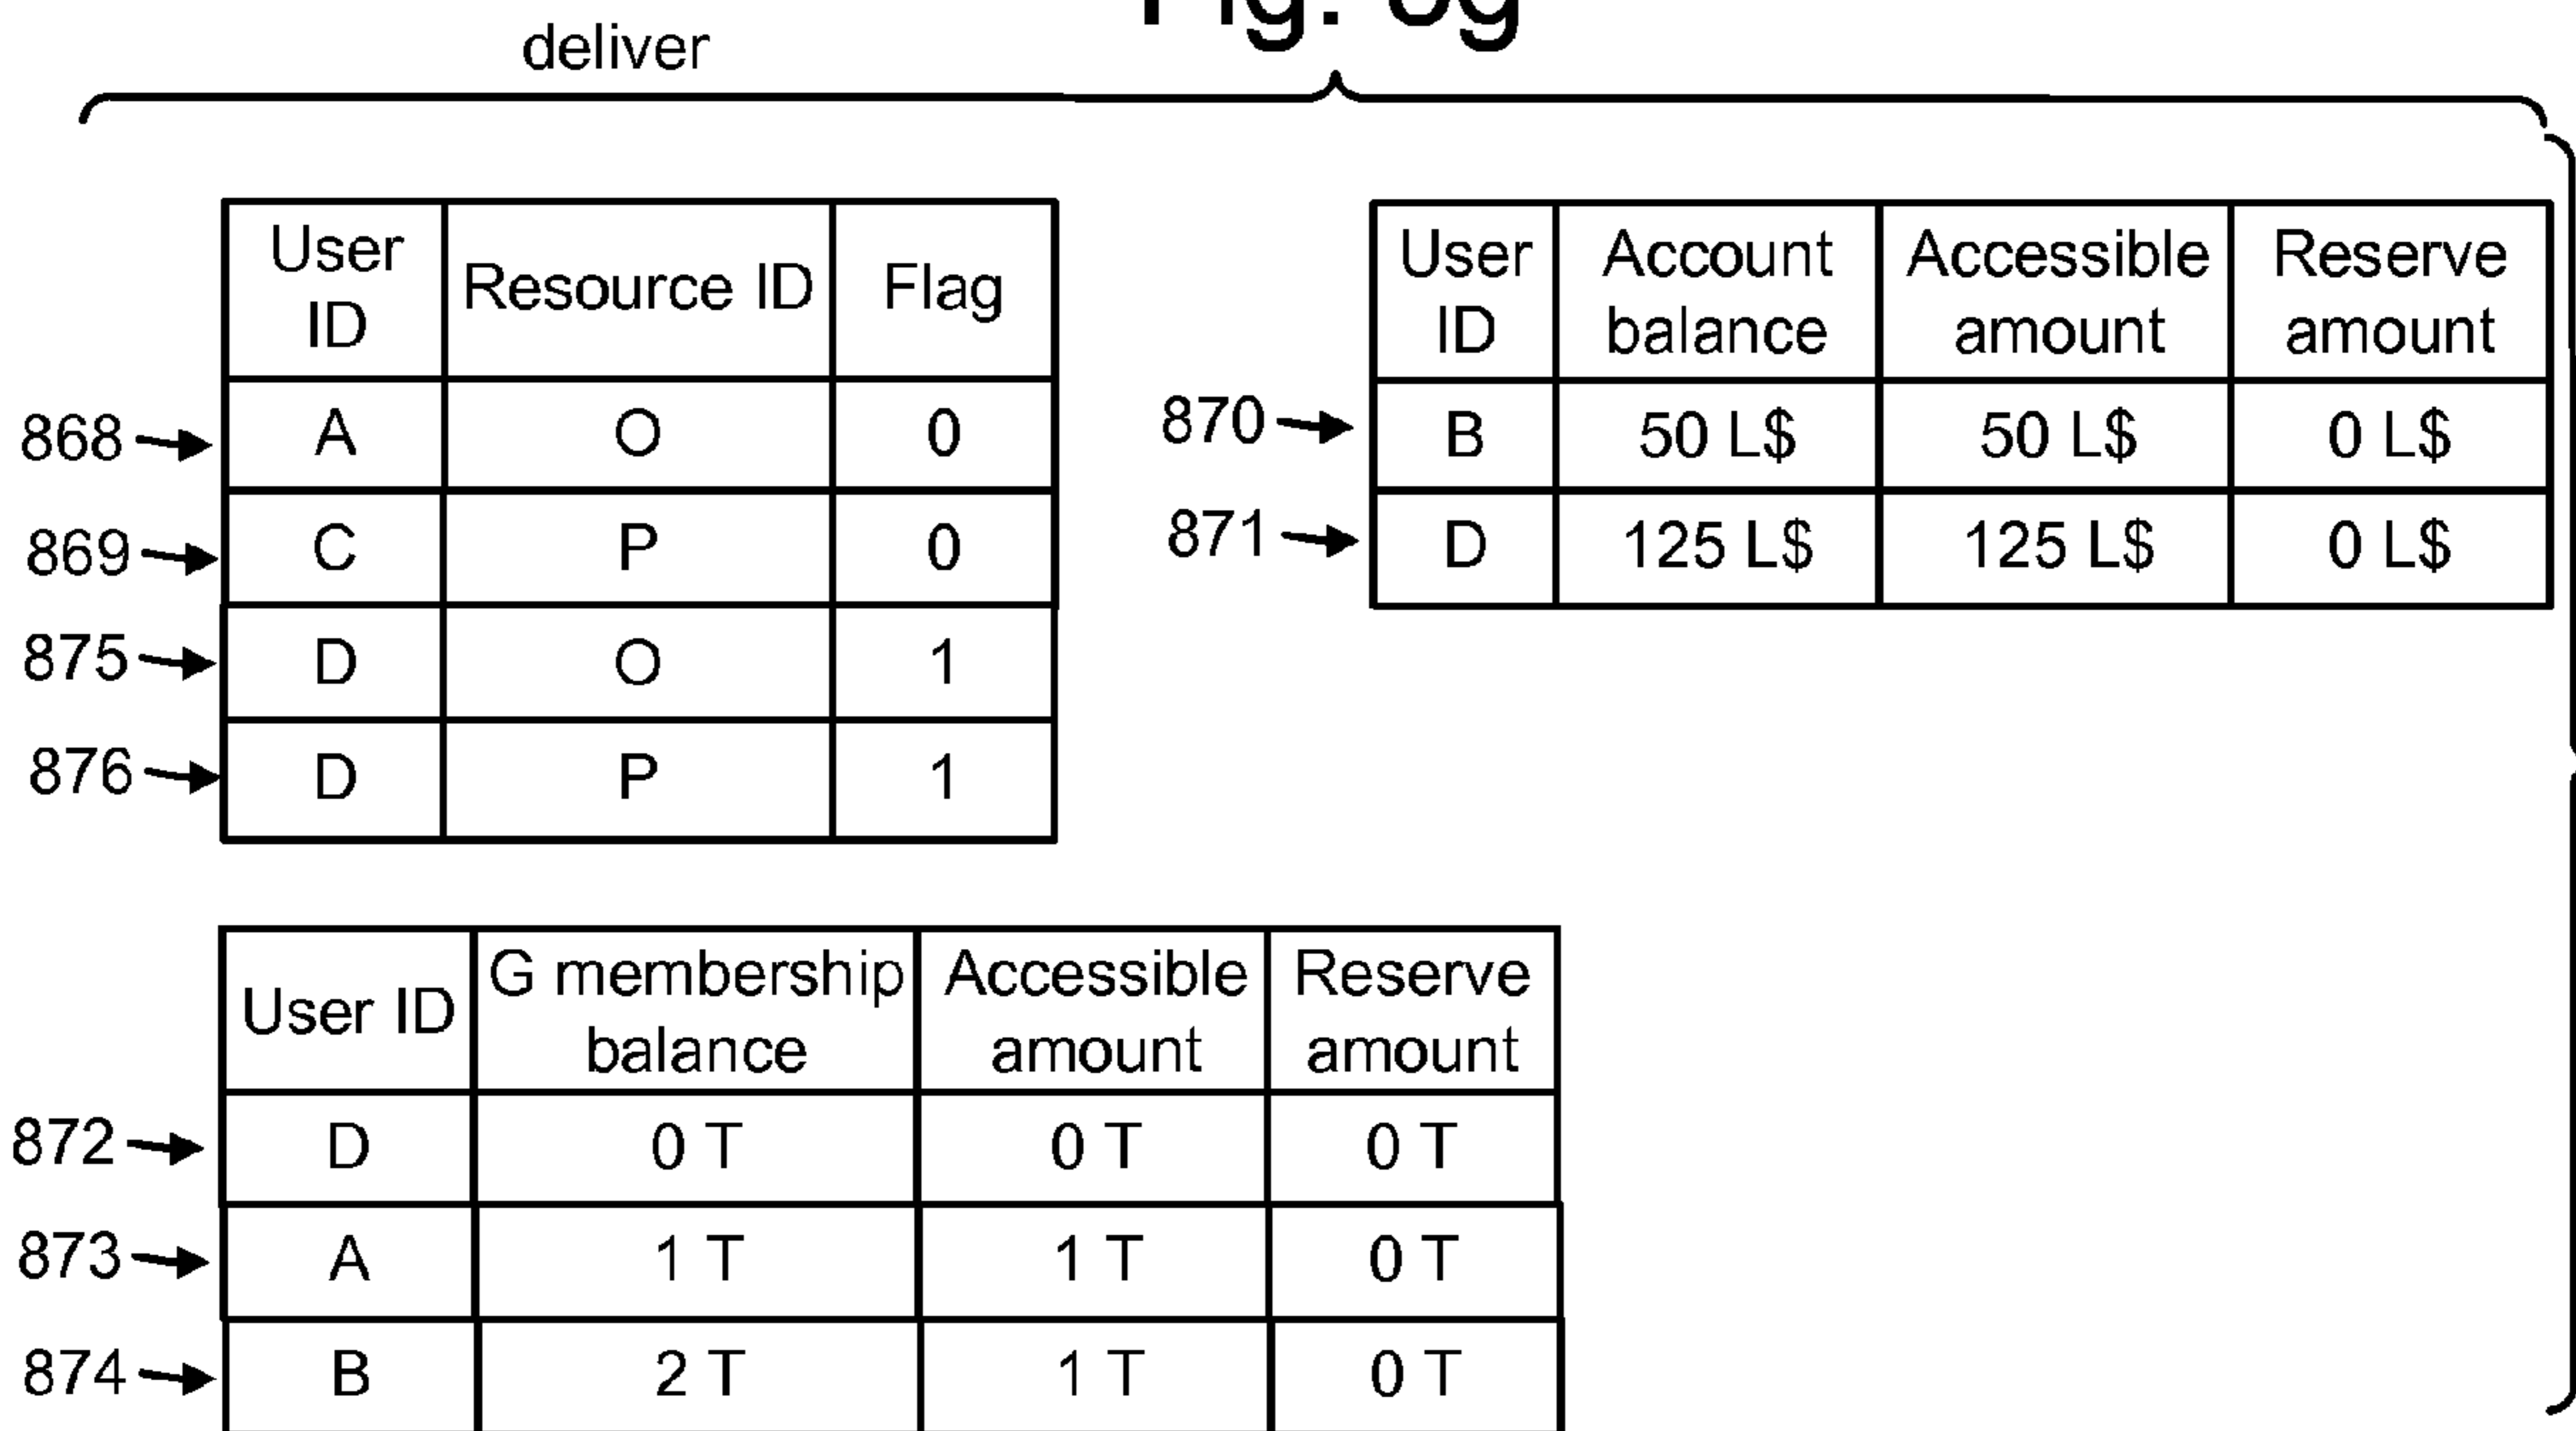 Fig. 8g
deliver
User ID | Resource ID | Flag
868 A O 0
869 C P 0
875 D O 1
876 D P 1
User ID | Account balance | Accessible amount | Reserve amount
870 B 50 L$ 50 L$ 0 L$
871 D 125 L$ 125 L$ 0 L$
User ID | G membership balance | Accessible amount | Reserve amount
872 D 0 T 0 T 0 T
873 A 1 T 1 T 0 T
874 B 2 T 1 T 0 T